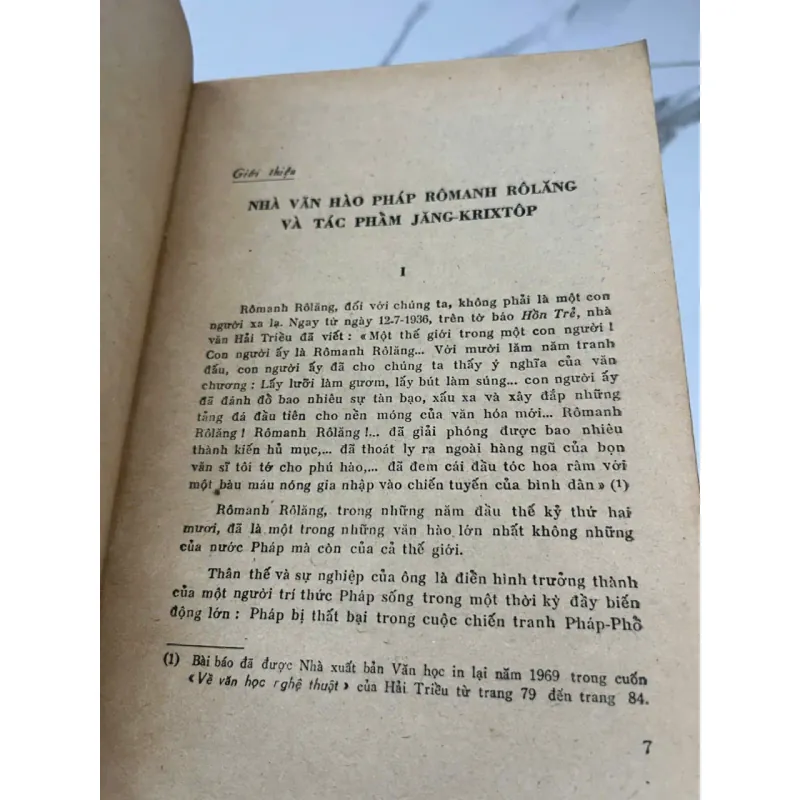 Giới thiệu
NHÀ VĂN HÀO PHÁP RÔMANH RÔLĂNG
VÀ TÁC PHẨM JĂNG-KRIXTÔP
I
Rômanh Rôlăng, đối với chúng ta, không phải là một con
người xa lạ. Ngay từ ngày 12-7-1936, trên tờ báo Hồn Trẻ, nhà
văn Hải Triều đã viết : « Một thế giới trong một con người !
Con người ấy là Rômanh Rôlăng... Với mười lăm năm tranh
đấu, con người ấy đã cho chúng ta thấy ý nghĩa của văn
chương : Lấy lưỡi làm gươm, lấy bút làm súng... con người ấy
đã đánh đổ bao nhiêu sự tàn bạo, xấu xa và xây đắp những
tảng đá đầu tiên cho nền móng của văn hóa mới... Rômanh
Rôlăng ! Rômanh Rôlăng !... đã giải phóng được bao nhiêu
thành kiến hủ mục,... đã thoát ly ra ngoài hàng ngũ của bọn
văn sĩ tôi tớ cho phú hào,... đã đem cái đầu tóc hoa râm với
một bàu máu nóng gia nhập vào chiến tuyến của bình dân » (1)
Rômanh Rôlăng, trong những năm đầu thế kỷ thứ hai
mươi, đã là một trong những văn hào lớn nhất không những
của nước Pháp mà còn của cả thế giới.
Thân thế và sự nghiệp của ông là điển hình trưởng thành
của một người trí thức Pháp sống trong một thời kỳ đầy biến
động lớn : Pháp bị thất bại trong cuộc chiến tranh Pháp-Phổ
(1) Bài báo đã được Nhà xuất bản Văn học in lại năm 1969 trong cuốn
« Về văn học nghệ thuật » của Hải Triều từ trang 79 đến trang 84.
7